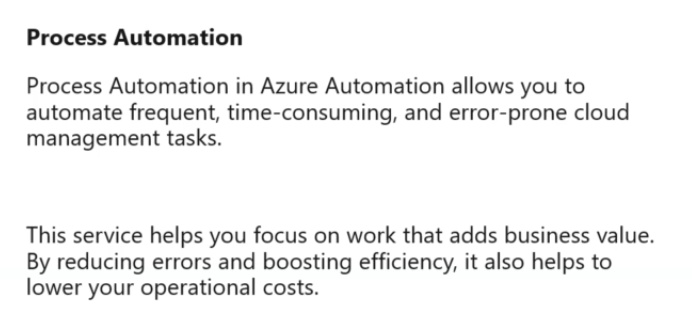 Process Automation
Process Automation in Azure Automation allows you to
automate frequent, time-consuming, and error-prone cloud
management tasks.
This service helps you focus on work that adds business value.
By reducing errors and boosting efficiency, it also helps to
lower your operational costs.